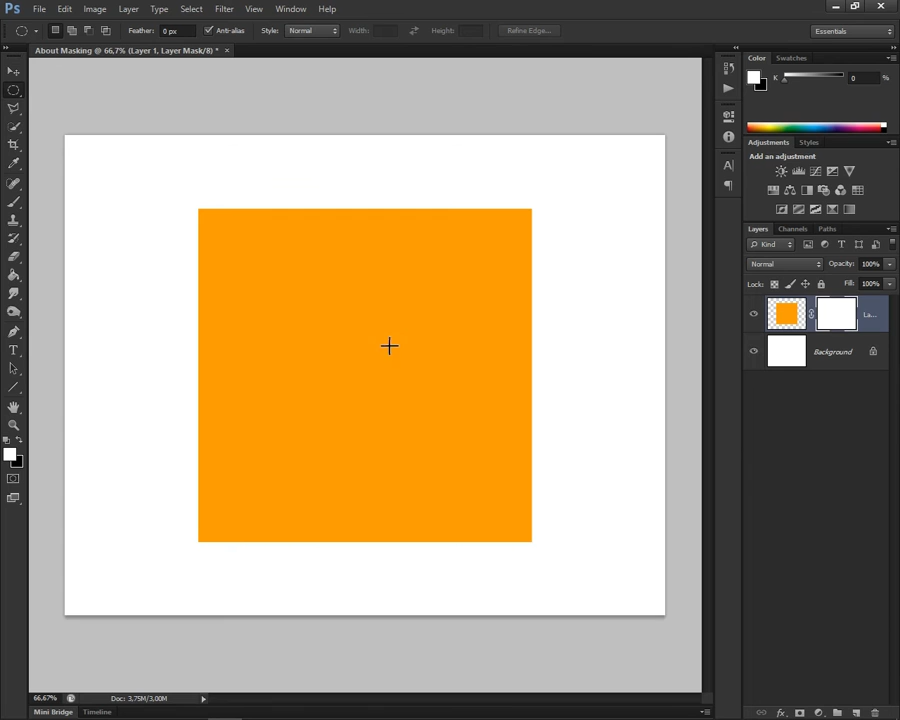 Ps File Edit Image Layer Type Select Filter View Window Help
Feather: 0 px Anti-alias Style: Normal Width: Height: Refine Edge... Essentials
About Masking @ 66,7% (Layer 1, Layer Mask/8) * ×
Color Swatches
K 0 %
Adjustments Styles
Add an adjustment
Layers Channels Paths
Kind T
Normal Opacity: 100%
Lock: Fill: 100%
La...
Background
66.67% Doc: 3,75M/3,00M
Mini Bridge Timeline